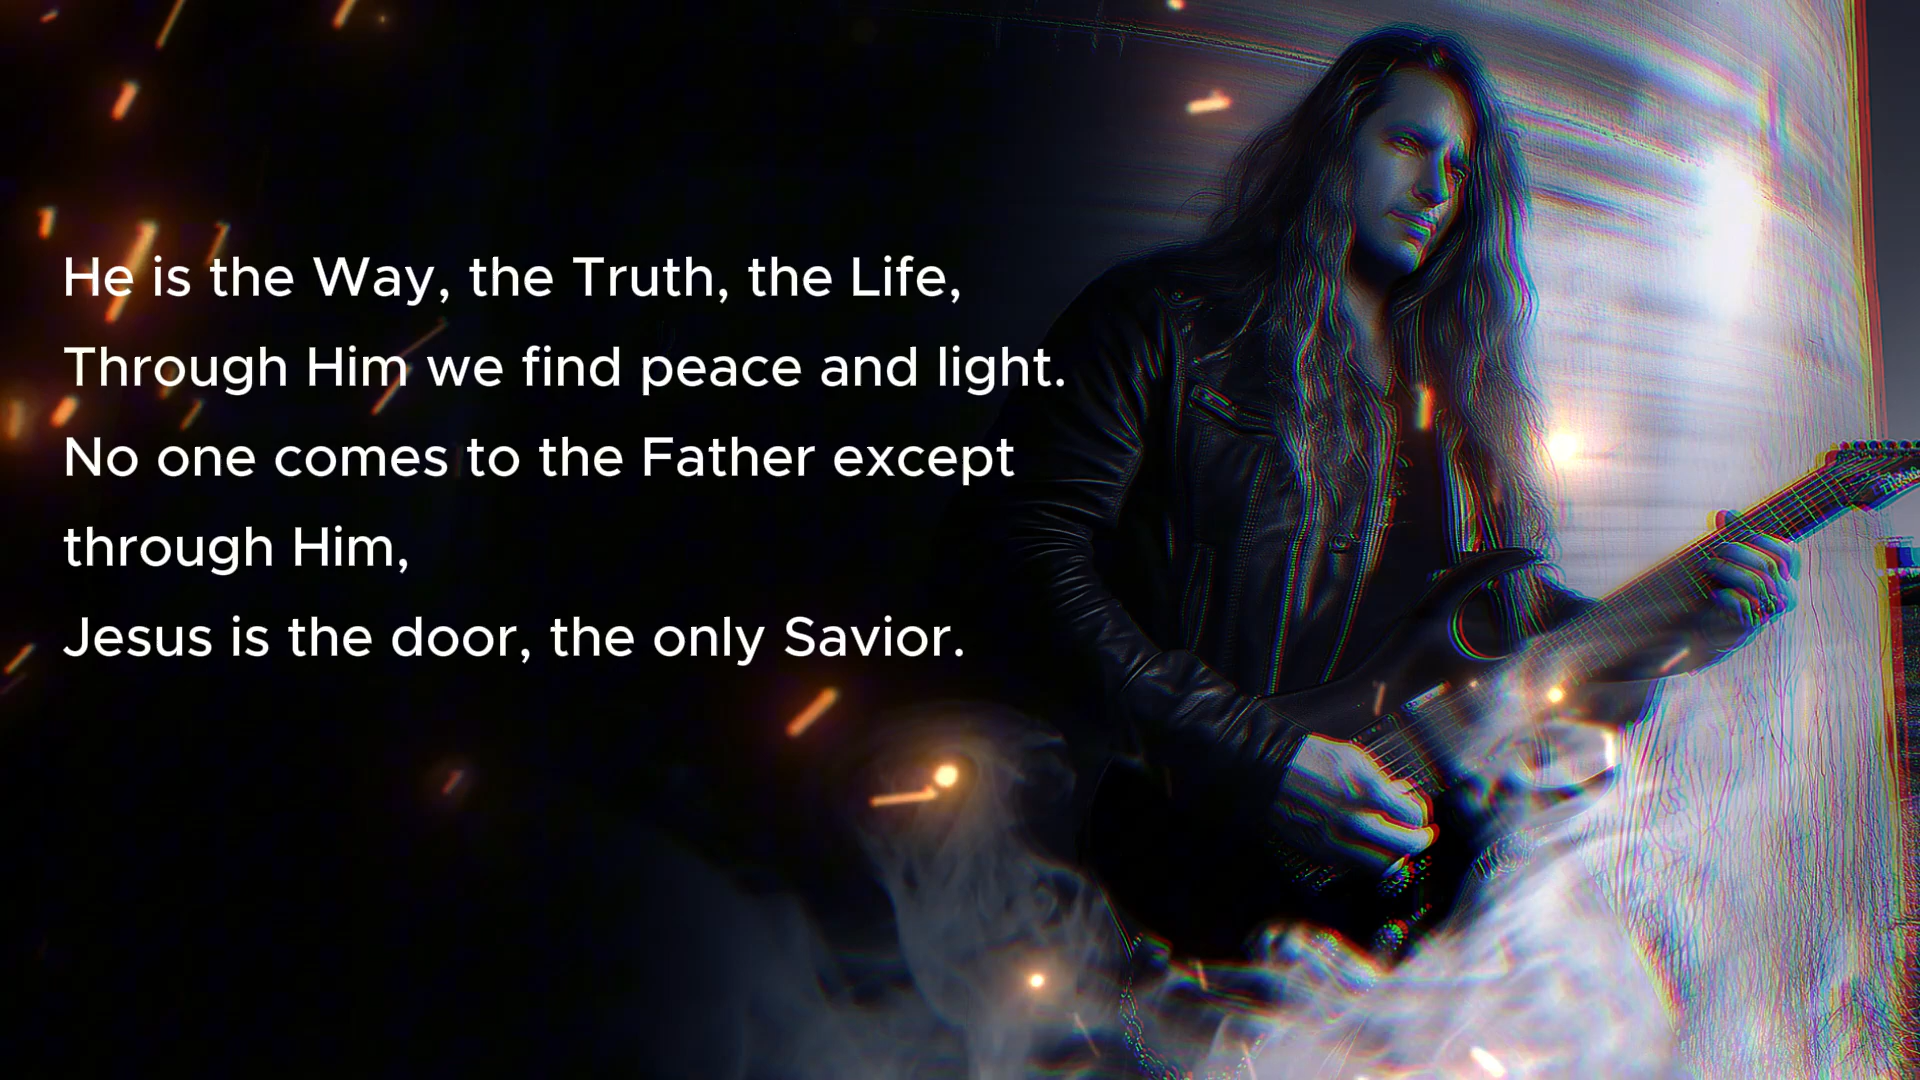 He is the Way, the Truth, the Life,
Through Him we find peace and light.
No one comes to the Father except
through Him,
Jesus is the door, the only Savior.